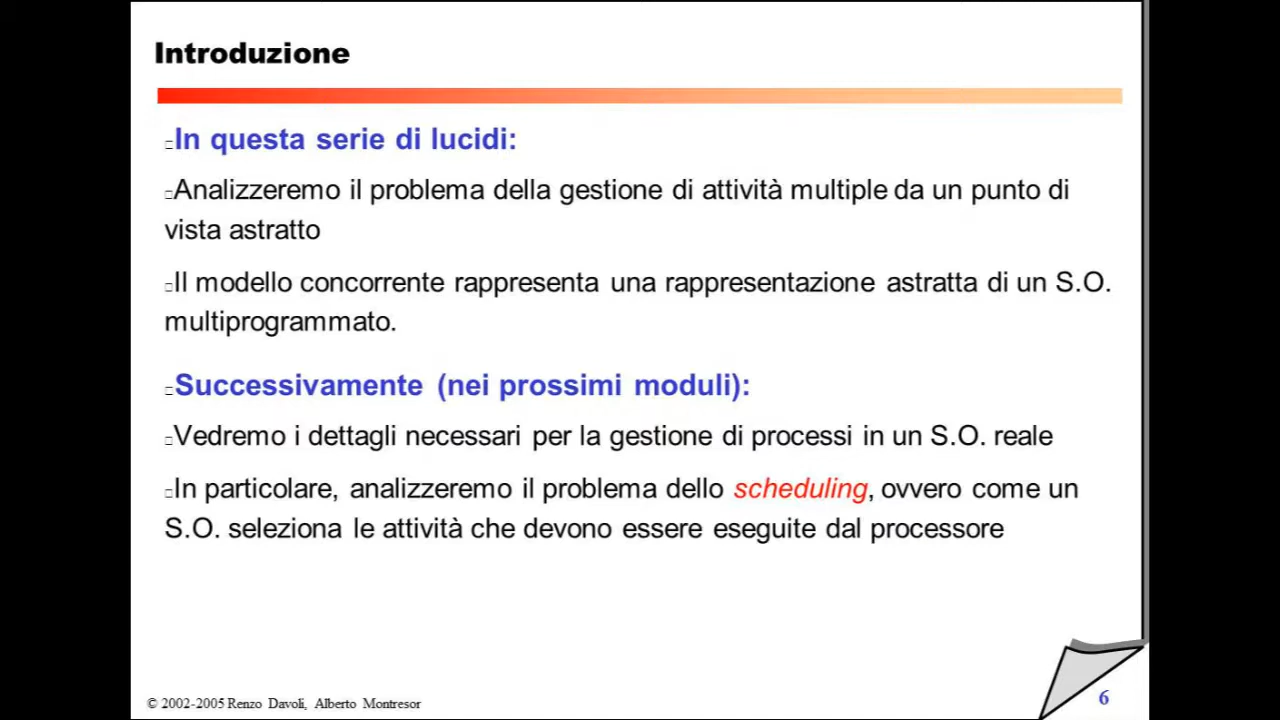 Introduzione
In questa serie di lucidi:
Analizzeremo il problema della gestione di attività multiple da un punto di
vista astratto
Il modello concorrente rappresenta una rappresentazione astratta di un S.O.
multiprogrammato.
Successivamente (nei prossimi moduli):
Vedremo i dettagli necessari per la gestione di processi in un S.O. reale
In particolare, analizzeremo il problema dello scheduling, ovvero come un
S.O. seleziona le attività che devono essere eseguite dal processore
© 2002-2005 Renzo Davoli, Alberto Montresor
6